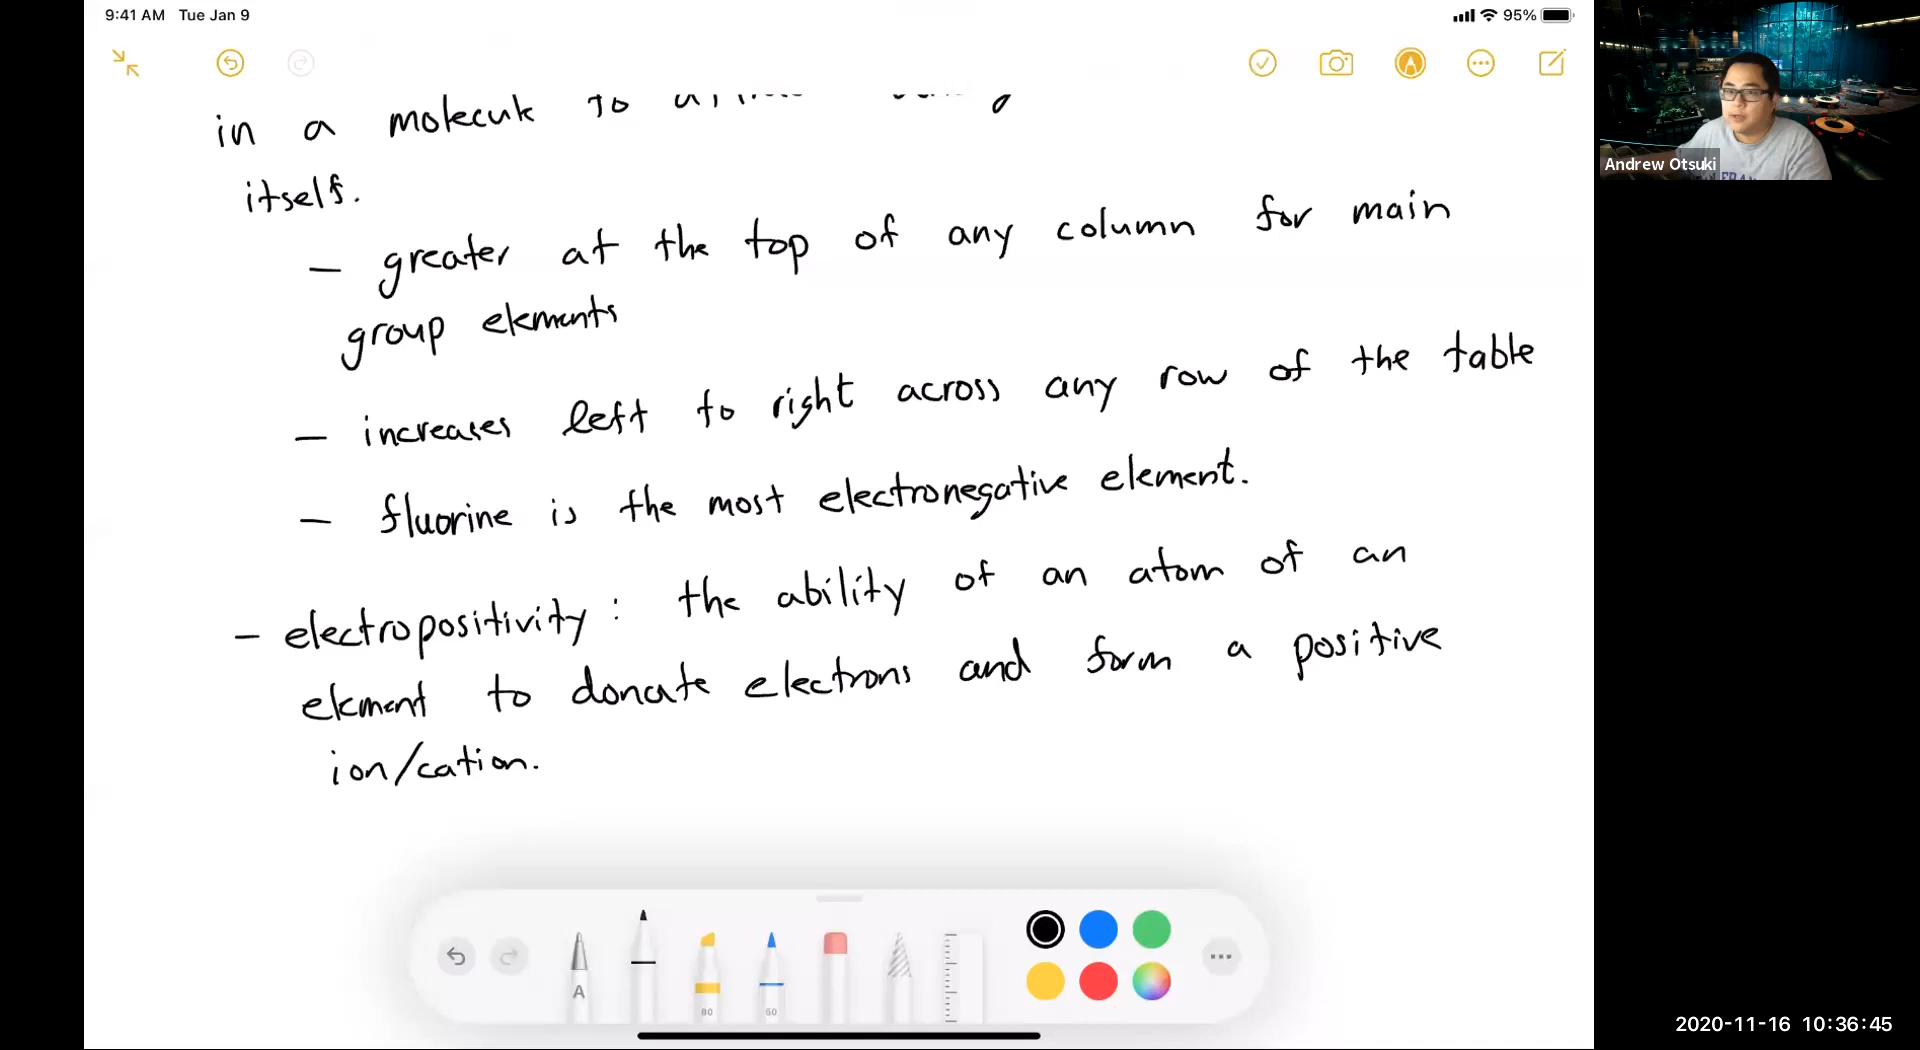 9:41 AM Tue Jan 9
95%
in a molecule to
itself.
– greater at the top of any column for main
group elements
– increases left to right across any row of the table
– fluorine is the most electronegative element.
– electropositivity: the ability of an atom of an
element to donate electrons and form a positive
ion/cation.
A
80
60
Andrew Otsuki
2020-11-16 10:36:45